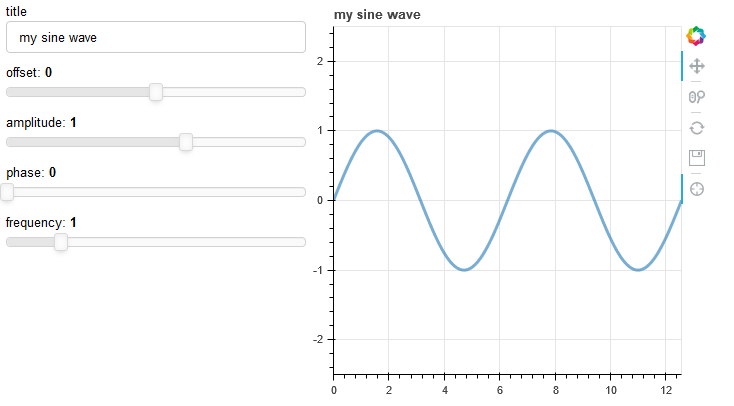 title
my sine wave
offset: 0
amplitude: 1
phase: 0
frequency: 1
my sine wave
2
1
0
-1
-2
0 2 4 6 8 10 12